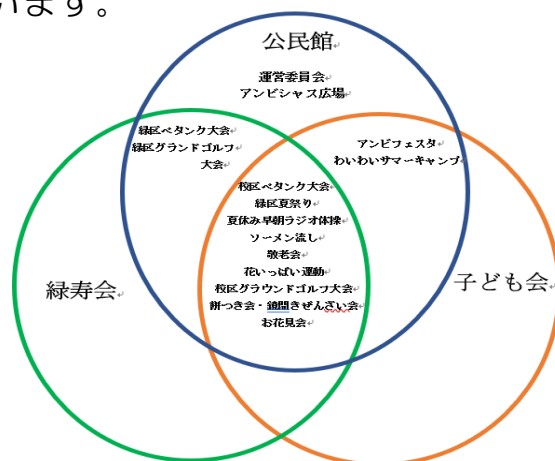 います。
公民館
運営委員会
アンビシャス広場
緑区ペタンク大会
緑区グランドゴルフ
大会
アンビフェスタ
わいわいサマーキャンプ
校区ペタンク大会
緑区夏祭り
夏休み早朝ラジオ体操
ソーメン流し
敬老会
花いっぱい運動
校区グラウンドゴルフ大会
餅つき会・鏡開きぜんざい会
お花見会
緑寿会
子ども会